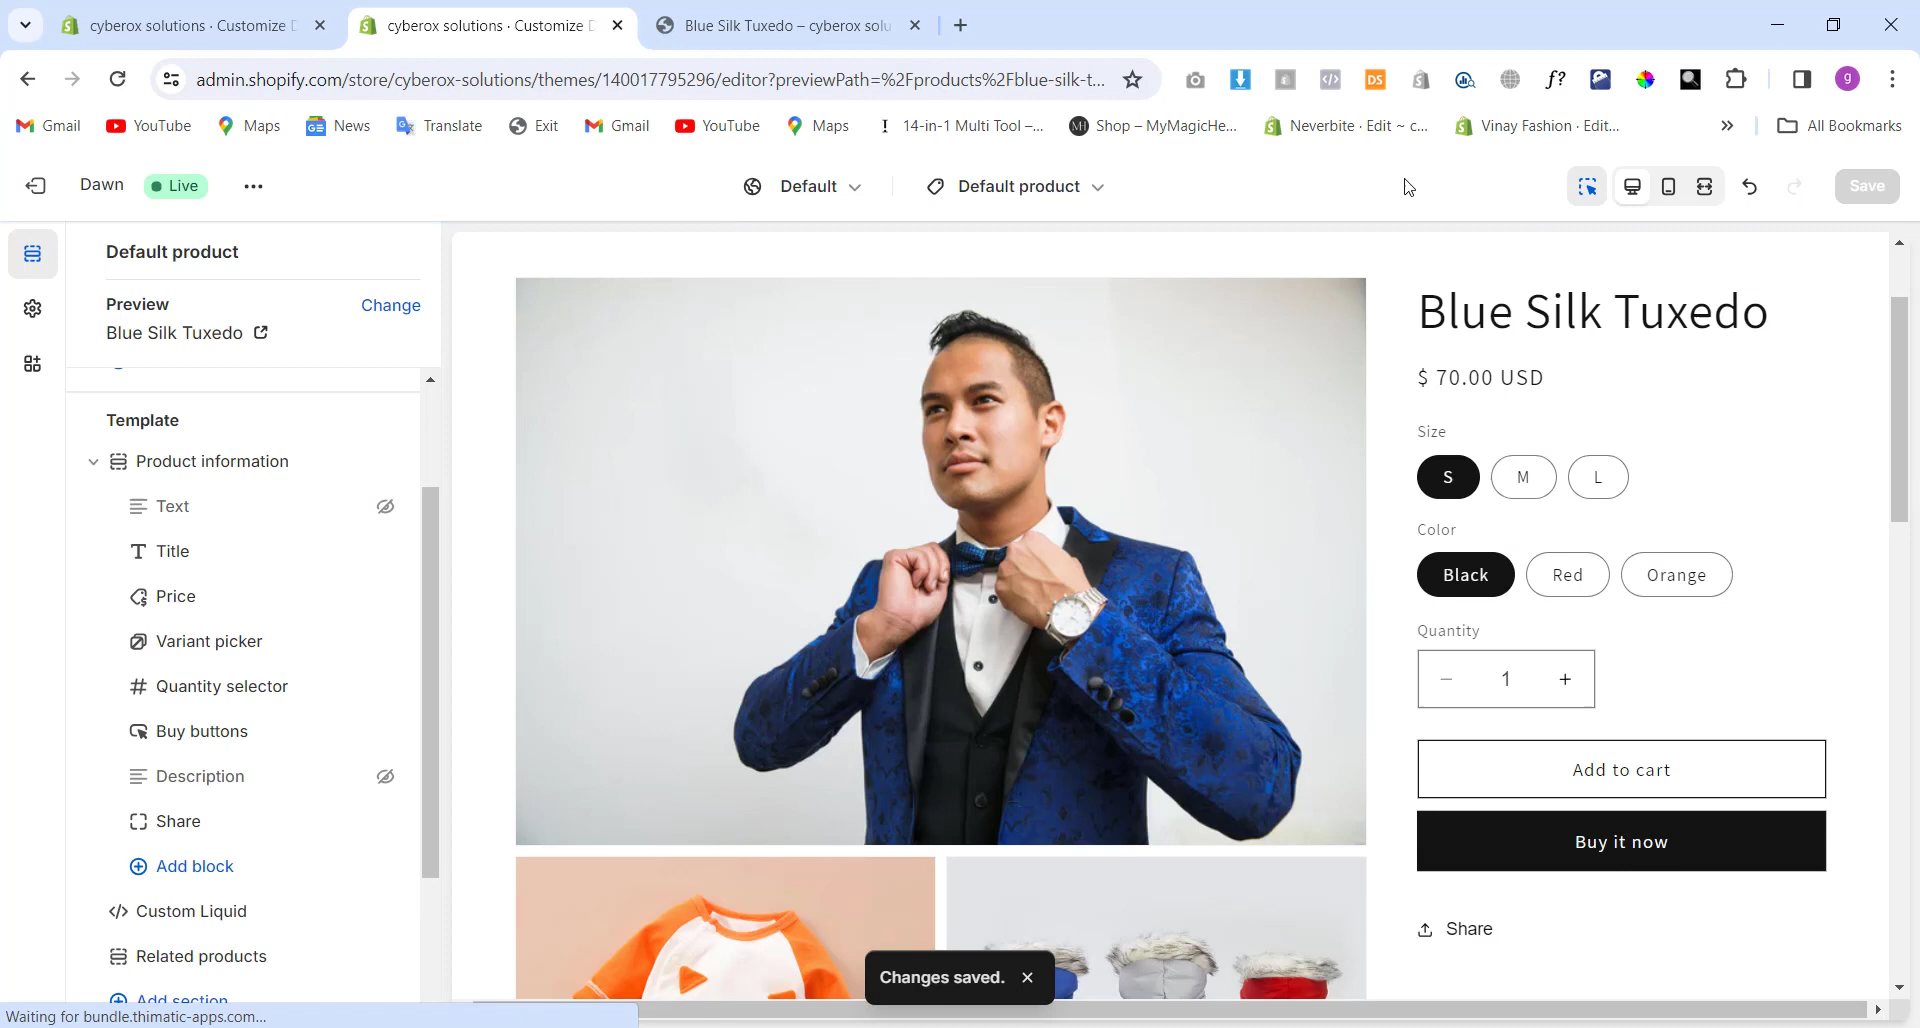 cyberox solutions · Customize D
cyberox solutions · Customize D
Blue Silk Tuxedo – cyberox solu
admin.shopify.com/store/cyberox-solutions/themes/140017795296/editor?previewPath=%2Fproducts%2Fblue-silk-t...
DS
f?
g
Gmail
YouTube
Maps
News
Translate
Exit
Gmail
YouTube
Maps
14-in-1 Multi Tool –...
Shop – MyMagicHe...
Neverbite · Edit ~ c...
Vinay Fashion · Edit...
All Bookmarks
Dawn
Live
Default
Default product
Save
Default product
Preview
Change
Blue Silk Tuxedo
Template
Product information
Text
Title
Price
Variant picker
Quantity selector
Buy buttons
Description
Share
Add block
Custom Liquid
Related products
Add section
Blue Silk Tuxedo
$ 70.00 USD
Size
S
M
L
Color
Black
Red
Orange
Quantity
1
Add to cart
Buy it now
Share
Changes saved.
Waiting for bundle.thimatic-apps.com...